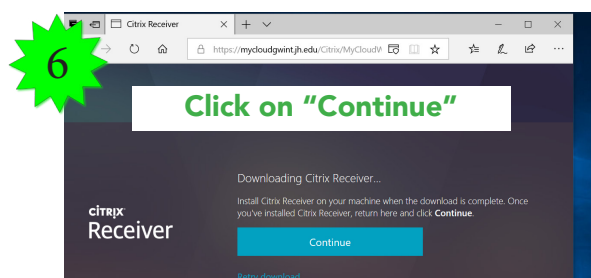 6
Citrix Receiver
https://mycloudgwint.jh.edu/Citrix/MyCloudW
Click on "Continue"
Downloading Citrix Receiver...
Install Citrix Receiver on your machine when the download is complete. Once
you've installed Citrix Receiver, return here and click Continue.
CITRIX
Receiver
Continue
Retry download